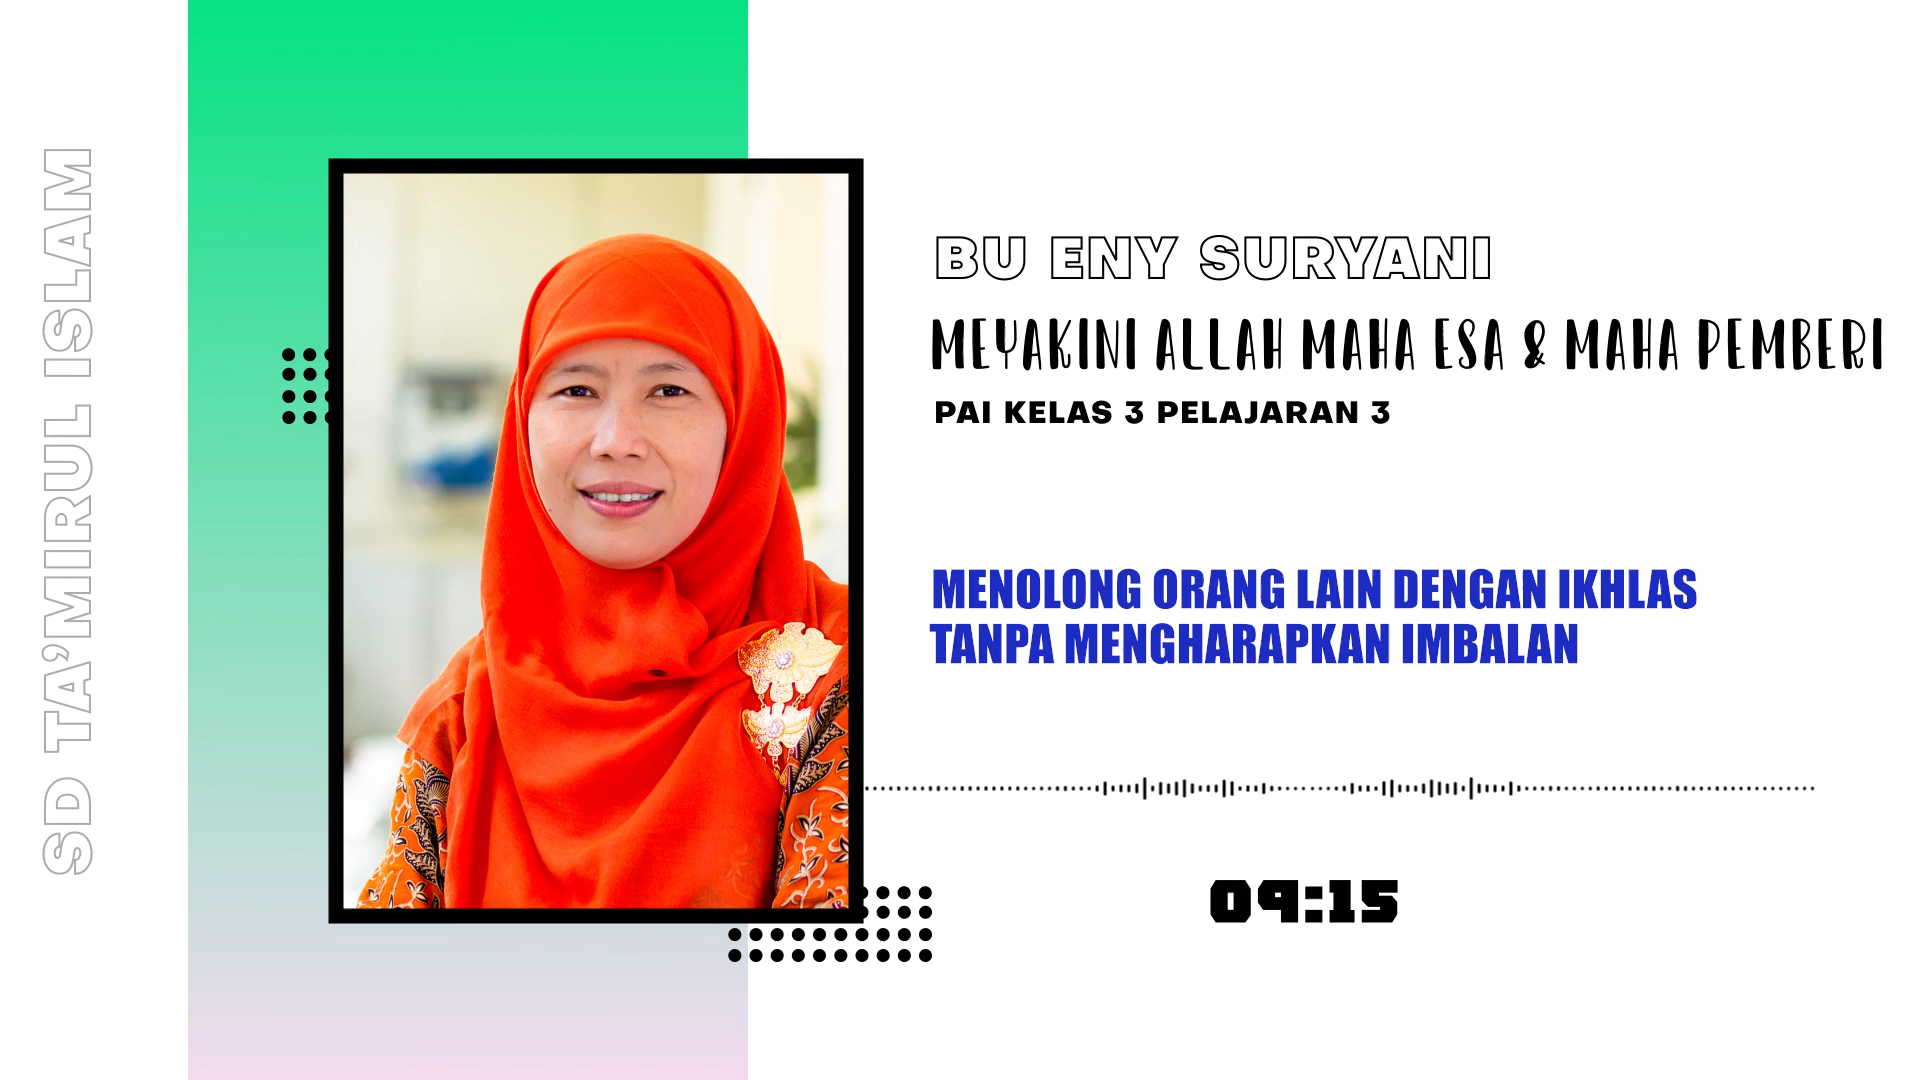 SD TA'MIRUL ISLAM
BU ENY SURYANI
MEYAKINI ALLAH MAHA ESA & MAHA PEMBERI
PAI KELAS 3 PELAJARAN 3
MENOLONG ORANG LAIN DENGAN IKHLAS
TANPA MENGHARAPKAN IMBALAN
09:15